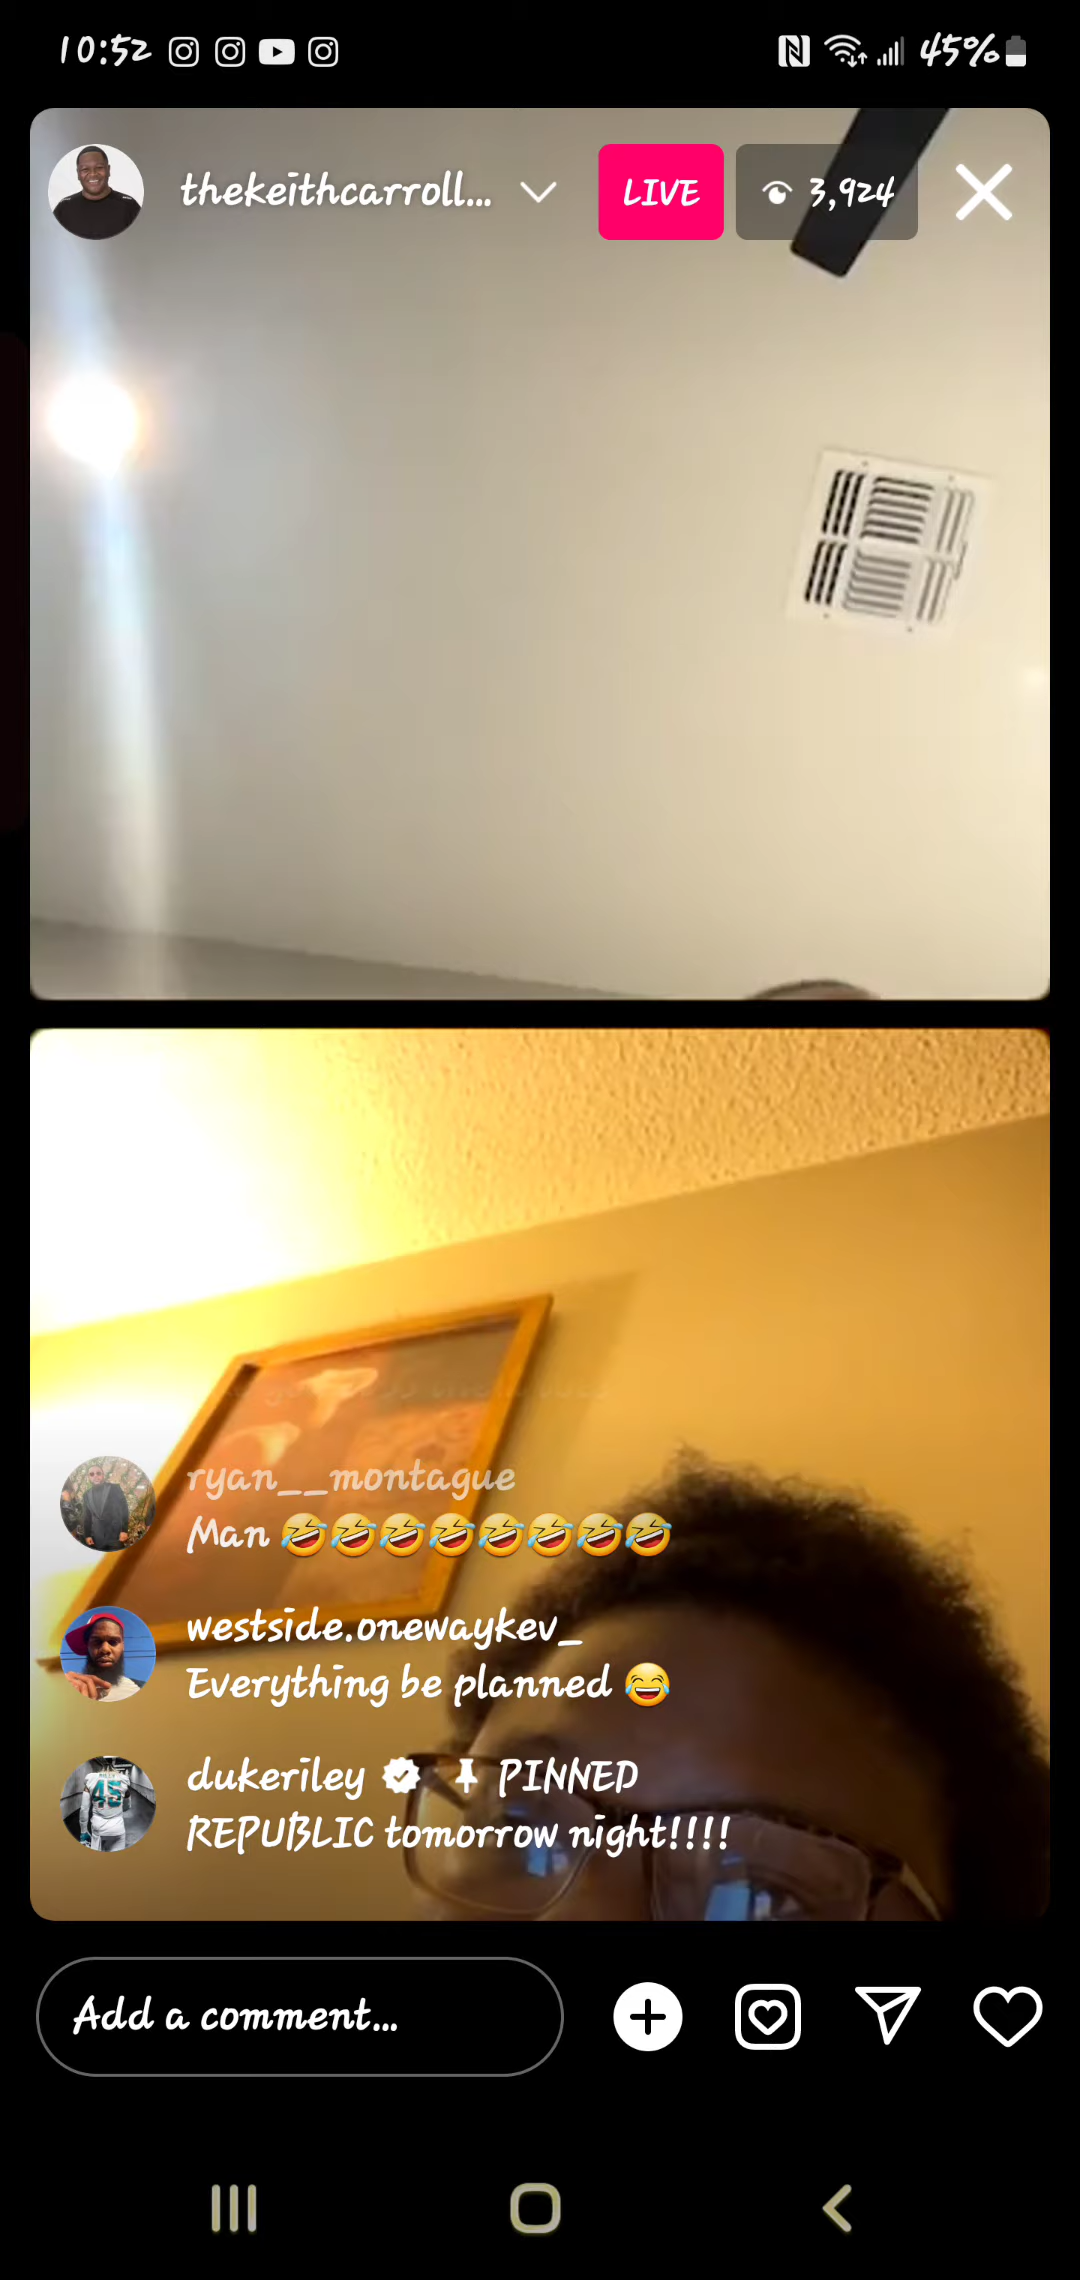 10:52
45%
thekeithcarroll...
LIVE
3,924
ryan__montague
Man 🤣🤣🤣🤣🤣🤣🤣🤣
westside.onewaykev_
Everything be planned 😂
dukeriley PINNED
REPUBLIC tomorrow night!!!!
Add a comment...